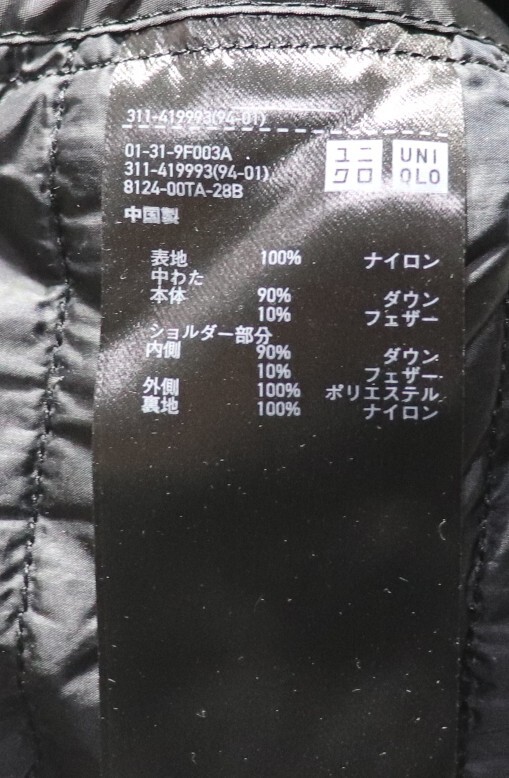 311-419993(94-01)
01-31-9F003A
311-419993(94-01)
8124-00TA-28B
ユニ
クロ
UNI
QLO
中国製
表地 100% ナイロン
中わた
本体 90% ダウン
10% フェザー
ショルダー部分
内側 90% ダウン
10% フェザー
外側 100% ポリエステル
裏地 100% ナイロン